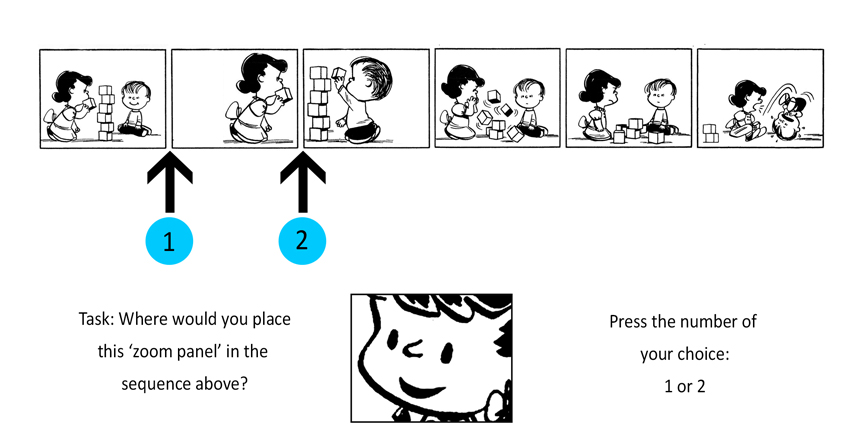 1
2
Task: Where would you place
this ‘zoom panel’ in the
sequence above?
Press the number of
your choice:
1 or 2